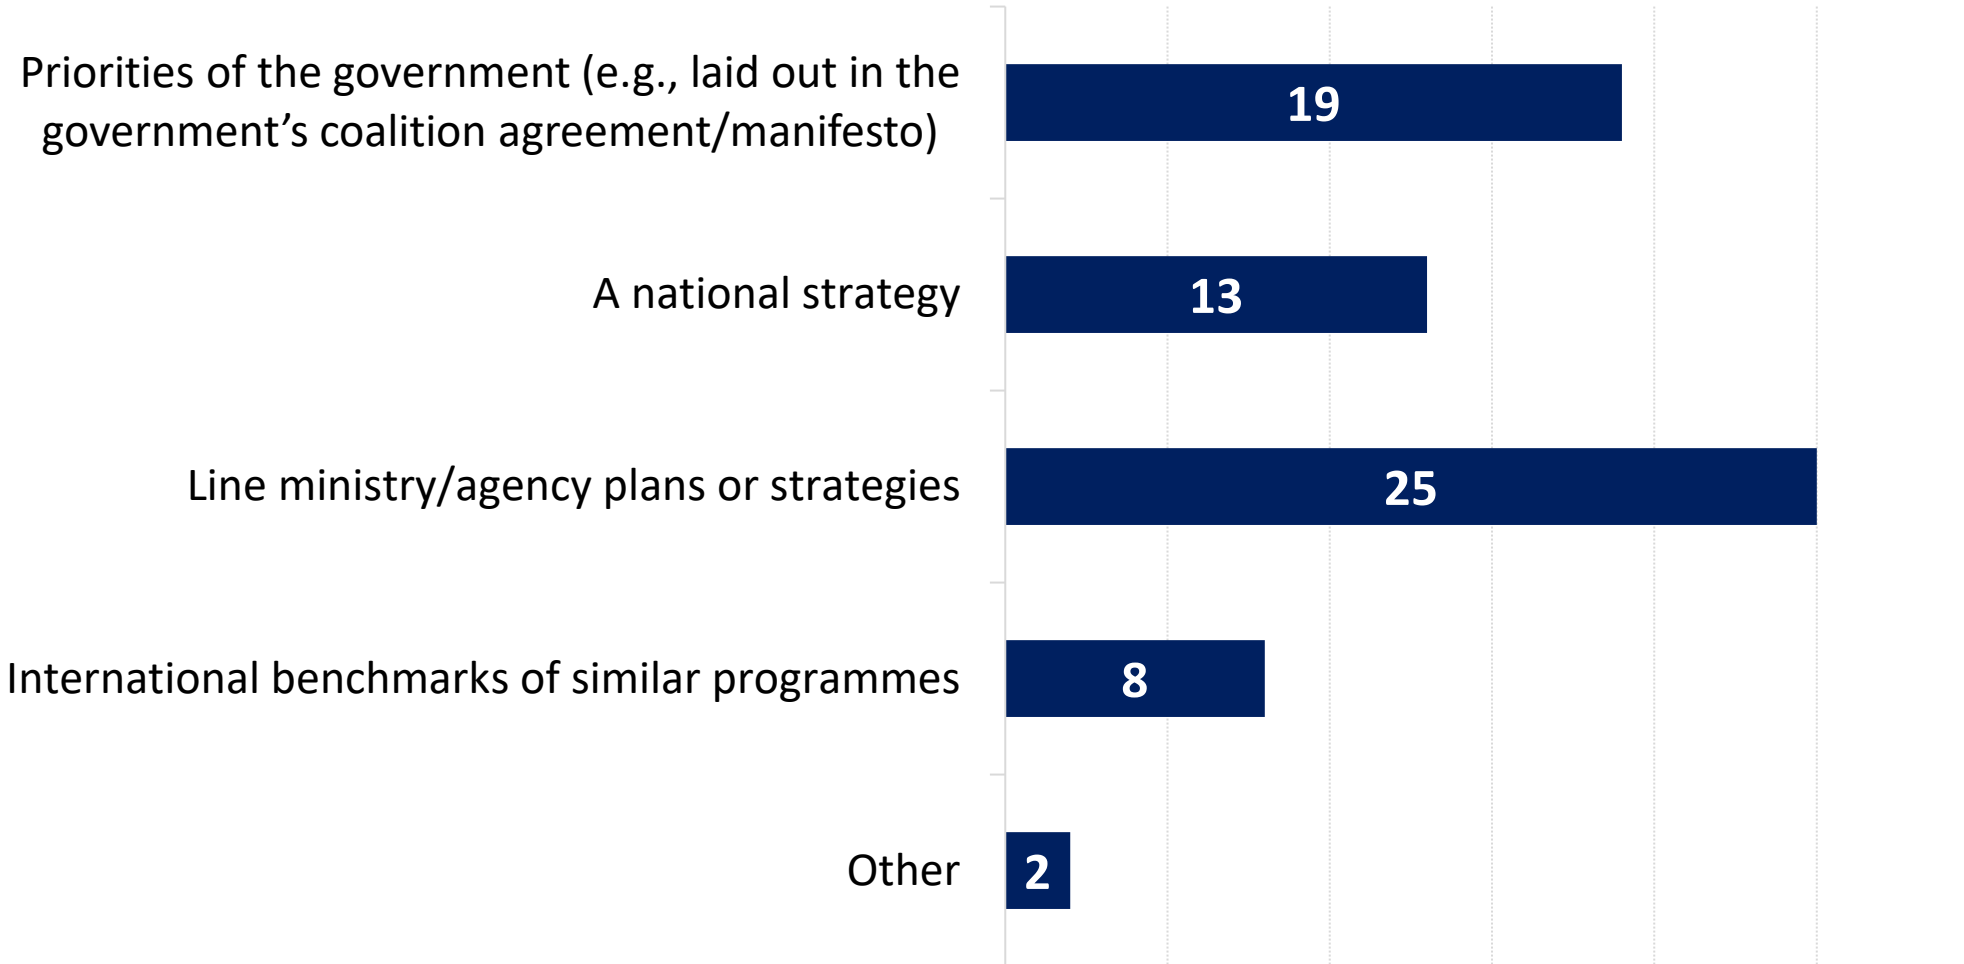 Priorities of the government (e.g., laid out in the
government’s coalition agreement/manifesto)
19
A national strategy
13
Line ministry/agency plans or strategies
25
International benchmarks of similar programmes
8
Other
2